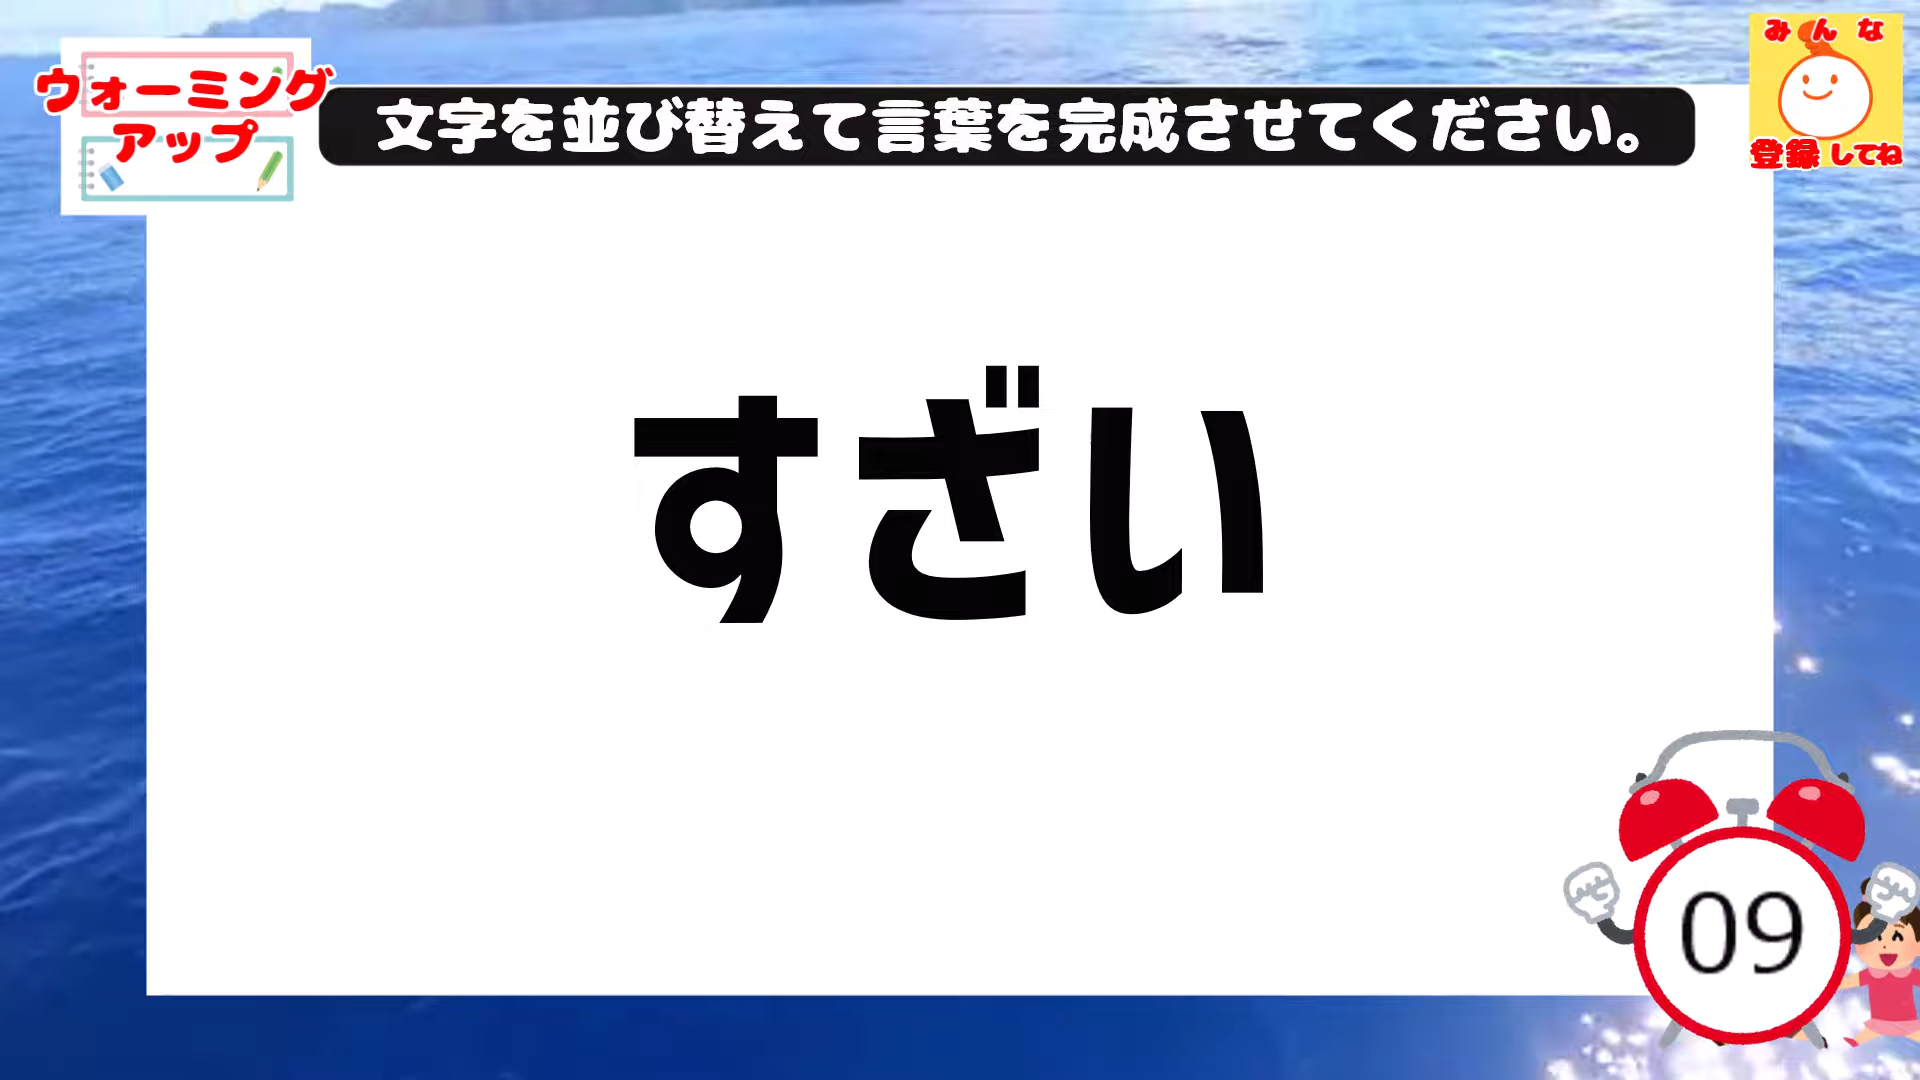 ウォーミング
アップ
文字を並び替えて言葉を完成させてください。
みんな
登録してね
すざい
09